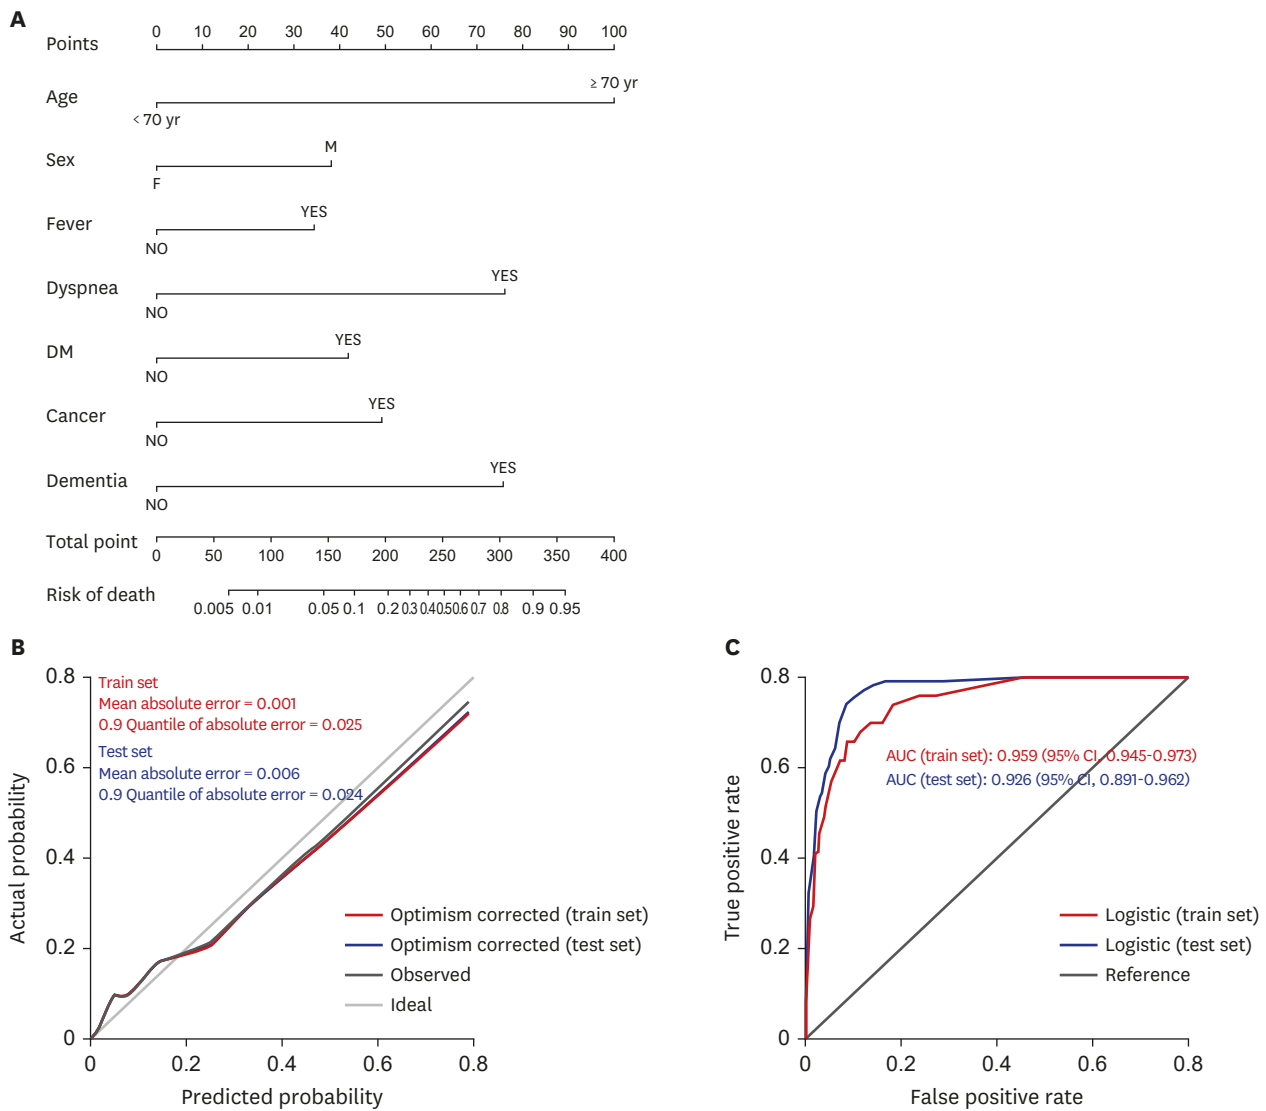 A
Points
0 10 20 30 40 50 60 70 80 90 100
≥ 70 yr
Age
< 70 yr
M
Sex
F
YES
Fever
NO
YES
Dyspnea
NO
YES
DM
NO
YES
Cancer
NO
YES
Dementia
NO
Total point
0 50 100 150 200 250 300 350 400
Risk of death
0.005 0.01 0.05 0.1 0.2 0.3 0.4 0.5 0.6 0.7 0.8 0.9 0.95
B
0.8
0.6
0.4
0.2
0
Actual probability
Train set
Mean absolute error = 0.001
0.9 Quantile of absolute error = 0.025
Test set
Mean absolute error = 0.006
0.9 Quantile of absolute error = 0.024
Optimism corrected (train set)
Optimism corrected (test set)
Observed
Ideal
0 0.2 0.4 0.6 0.8
Predicted probability
C
0.8
0.6
0.4
0.2
0
True positive rate
AUC (train set): 0.959 (95% CI, 0.945-0.973)
AUC (test set): 0.926 (95% CI, 0.891-0.962)
Logistic (train set)
Logistic (test set)
Reference
0 0.2 0.4 0.6 0.8
False positive rate